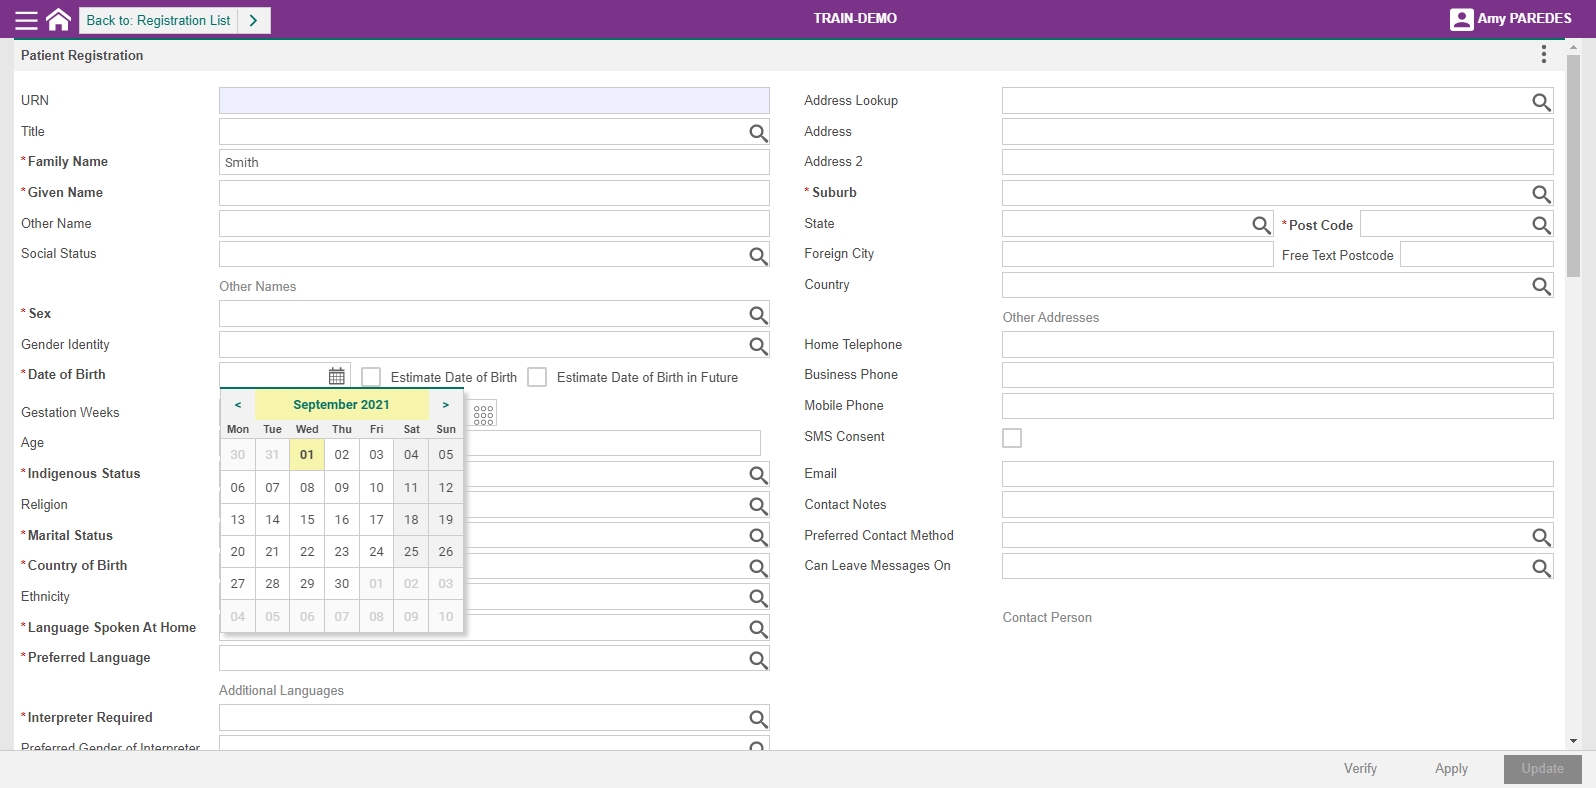 Back to: Registration List >
TRAIN-DEMO
Amy PAREDES
Patient Registration
URN
Title
*Family Name
Smith
*Given Name
Other Name
Social Status
Other Names
*Sex
Gender Identity
*Date of Birth
Estimate Date of Birth
Estimate Date of Birth in Future
Gestation Weeks
Age
*Indigenous Status
Religion
*Marital Status
*Country of Birth
Ethnicity
*Language Spoken At Home
*Preferred Language
Additional Languages
*Interpreter Required
Preferred Gender of Interpreter
< September 2021 >
Mon Tue Wed Thu Fri Sat Sun
30 31 01 02 03 04 05
06 07 08 09 10 11 12
13 14 15 16 17 18 19
20 21 22 23 24 25 26
27 28 29 30 01 02 03
04 05 06 07 08 09 10
Address Lookup
Address
Address 2
* Suburb
State
*Post Code
Foreign City
Free Text Postcode
Country
Other Addresses
Home Telephone
Business Phone
Mobile Phone
SMS Consent
Email
Contact Notes
Preferred Contact Method
Can Leave Messages On
Contact Person
Verify
Apply
Update